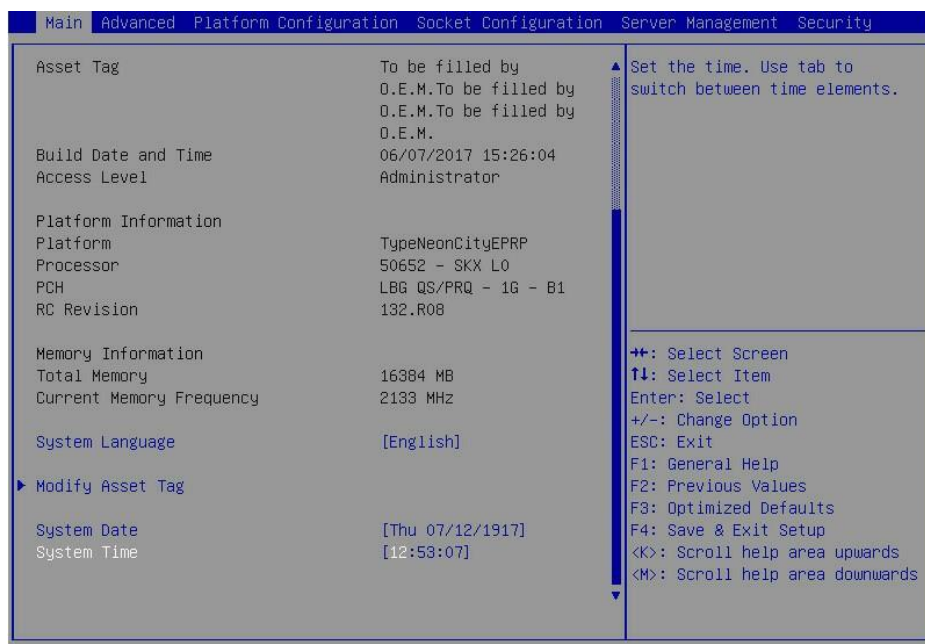 Main Advanced Platform Configuration Socket Configuration Server Management Security
Asset Tag To be filled by
O.E.M.To be filled by
O.E.M.To be filled by
O.E.M.
Build Date and Time 06/07/2017 15:26:04
Access Level Administrator
Platform Information
Platform TypeNeonCityEPRP
Processor 50652 - SKX L0
PCH LBG QS/PRQ - 1G - B1
RC Revision 132.R08
Memory Information
Total Memory 16384 MB
Current Memory Frequency 2133 MHz
System Language [English]
Modify Asset Tag
System Date [Thu 07/12/1917]
System Time [12:53:07]
Set the time. Use tab to
switch between time elements.
→←: Select Screen
↑↓: Select Item
Enter: Select
+/-: Change Option
ESC: Exit
F1: General Help
F2: Previous Values
F3: Optimized Defaults
F4: Save & Exit Setup
<K>: Scroll help area upwards
<M>: Scroll help area downwards